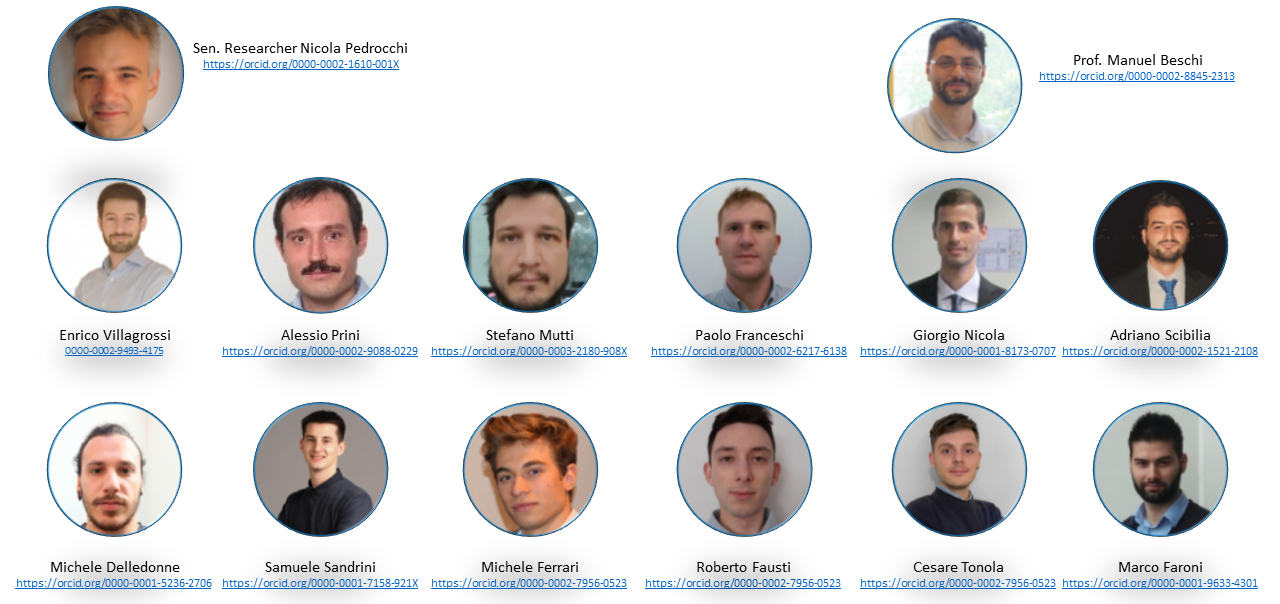 Sen. Researcher Nicola Pedrocchi
https://orcid.org/0000-0002-1610-001X
Prof. Manuel Beschi
https://orcid.org/0000-0002-8845-2313
Enrico Villagrossi
0000-0002-9493-4175
Alessio Prini
https://orcid.org/0000-0002-9088-0229
Stefano Mutti
https://orcid.org/0000-0003-2180-908X
Paolo Franceschi
https://orcid.org/0000-0002-6217-6138
Giorgio Nicola
https://orcid.org/0000-0001-8173-0707
Adriano Scibilia
https://orcid.org/0000-0002-1521-2108
Michele Delledonne
https://orcid.org/0000-0001-5236-2706
Samuele Sandrini
https://orcid.org/0000-0001-7158-921X
Michele Ferrari
https://orcid.org/0000-0002-7956-0523
Roberto Fausti
https://orcid.org/0000-0002-7956-0523
Cesare Tonola
https://orcid.org/0000-0002-7956-0523
Marco Faroni
https://orcid.org/0000-0001-9633-4301